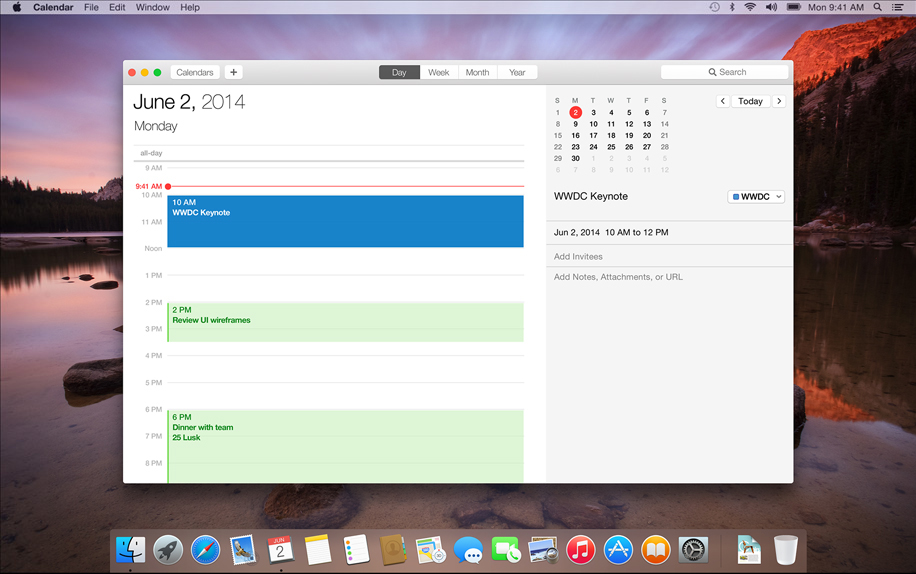 Calendar File Edit Window Help
Mon 9:41 AM
Calendars + Day Week Month Year Search
June 2, 2014
Monday
all-day
9 AM
9:41 AM
10 AM
10 AM
WWDC Keynote
11 AM
Noon
1 PM
2 PM
2 PM
Review UI wireframes
3 PM
4 PM
5 PM
6 PM
6 PM
Dinner with team
25 Lusk
7 PM
8 PM
S M T W T F S
1 2 3 4 5 6 7
8 9 10 11 12 13 14
15 16 17 18 19 20 21
22 23 24 25 26 27 28
29 30 1 2 3 4 5
6 7 8 9 10 11 12
Today
WWDC Keynote
WWDC
Jun 2, 2014 10 AM to 12 PM
Add Invitees
Add Notes, Attachments, or URL
JUN
2